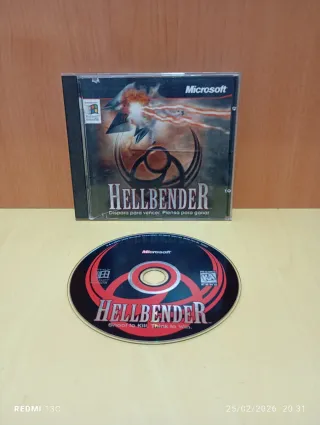 Microsoft
HELLBENDER
Dispara para vencer. Piensa para ganar
Microsoft
HELLBENDER
SHOOT TO KILL. THINK TO WIN.
REDMI
25/02/2026 20:31